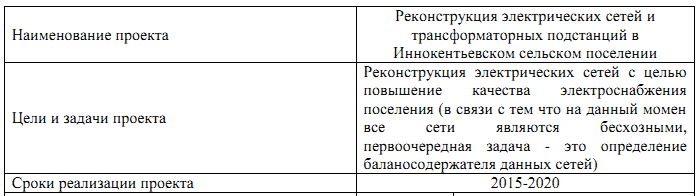 Наименование проекта
Реконструкция электрических сетей и
трансформаторных подстанций в
Иннокентьевском сельском поселении
Цели и задачи проекта
Реконструкция электрических сетей с целью
повышение качества электроснабжения
поселения (в связи с тем что на данный момен
все сети являются бесхозными,
первоочередная задача - это определение
баланосодержателя данных сетей)
Сроки реализации проекта
2015-2020